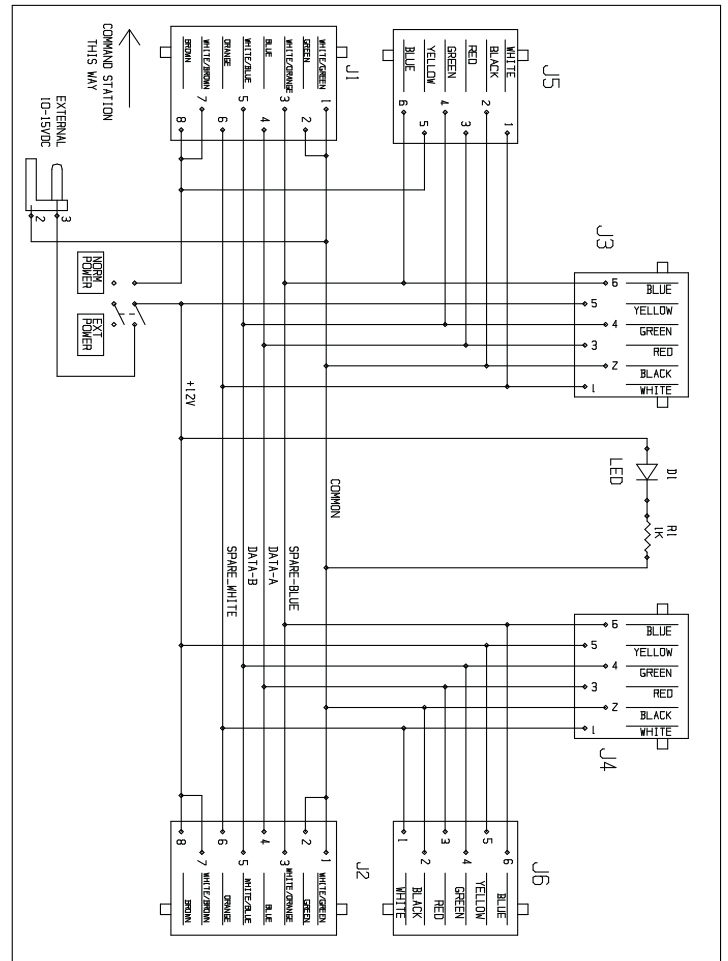 COMMAND STATION
THIS WAY
EXTERNAL
10-15VDC
2
3
NORM
POWER
EXT
POWER
J1
WHITE/GREEN
GREEN
WHITE/ORANGE
BLUE
WHITE/BLUE
ORANGE
WHITE/BROWN
BROWN
1
2
3
4
5
6
7
8
J5
WHITE
BLACK
RED
GREEN
YELLOW
BLUE
1
2
3
4
5
6
J3
6
BLUE
5
YELLOW
4
GREEN
3
RED
2
BLACK
1
WHITE
+12V
COMMON
SPARE-BLUE
DATA-A
DATA-B
SPARE_WHITE
D1
LED
R1
1K
6
BLUE
5
YELLOW
4
GREEN
3
RED
2
BLACK
1
WHITE
J4
J2
1
2
3
4
5
6
7
8
WHITE/GREEN
GREEN
WHITE/ORANGE
BLUE
WHITE/BLUE
ORANGE
WHITE/BROWN
BROWN
J6
6
5
4
3
2
1
BLUE
YELLOW
GREEN
RED
BLACK
WHITE